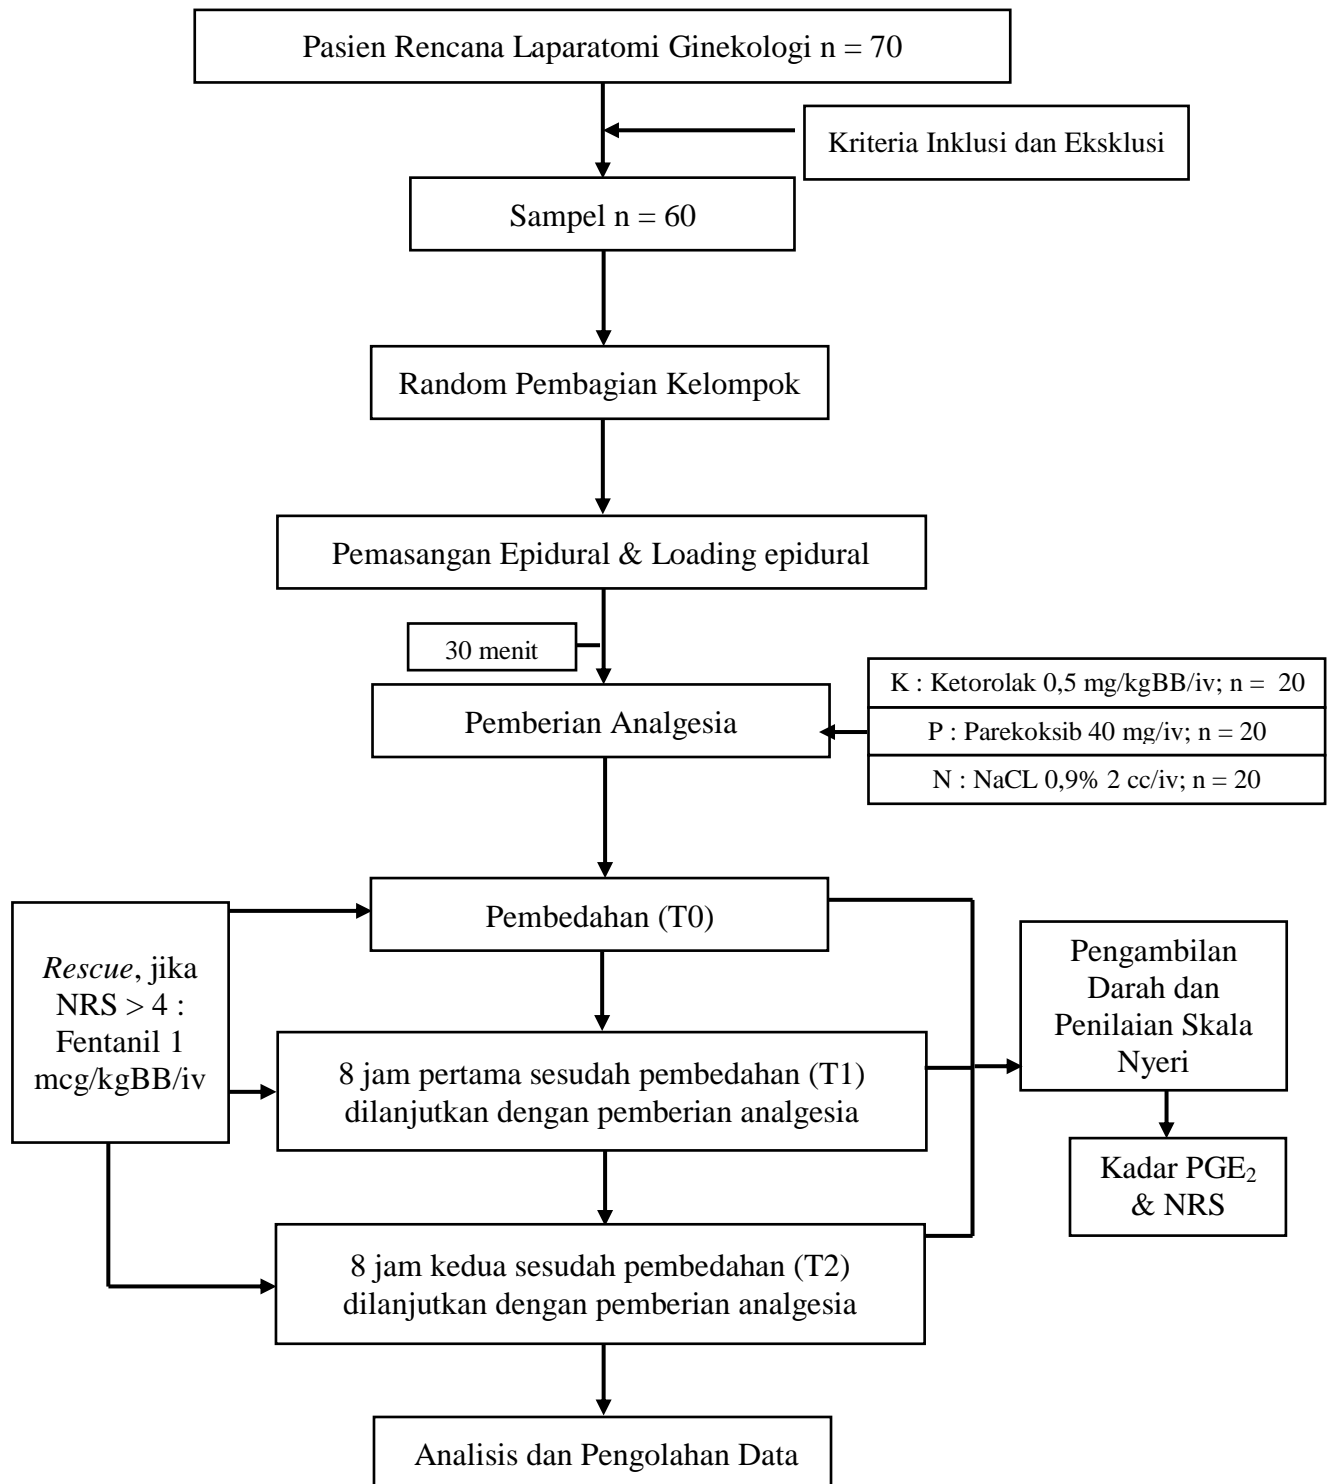 Pasien Rencana Laparatomi Ginekologi n = 70
Kriteria Inklusi dan Eksklusi
Sampel n = 60
Random Pembagian Kelompok
Pemasangan Epidural & Loading epidural
30 menit
Pemberian Analgesia
K : Ketorolak 0,5 mg/kgBB/iv; n = 20
P : Parekoksib 40 mg/iv; n = 20
N : NaCL 0,9% 2 cc/iv; n = 20
Pembedahan (T0)
Rescue, jika
NRS > 4 :
Fentanil 1
mcg/kgBB/iv
Pengambilan
Darah dan
Penilaian Skala
Nyeri
8 jam pertama sesudah pembedahan (T1)
dilanjutkan dengan pemberian analgesia
Kadar PGE₂
& NRS
8 jam kedua sesudah pembedahan (T2)
dilanjutkan dengan pemberian analgesia
Analisis dan Pengolahan Data